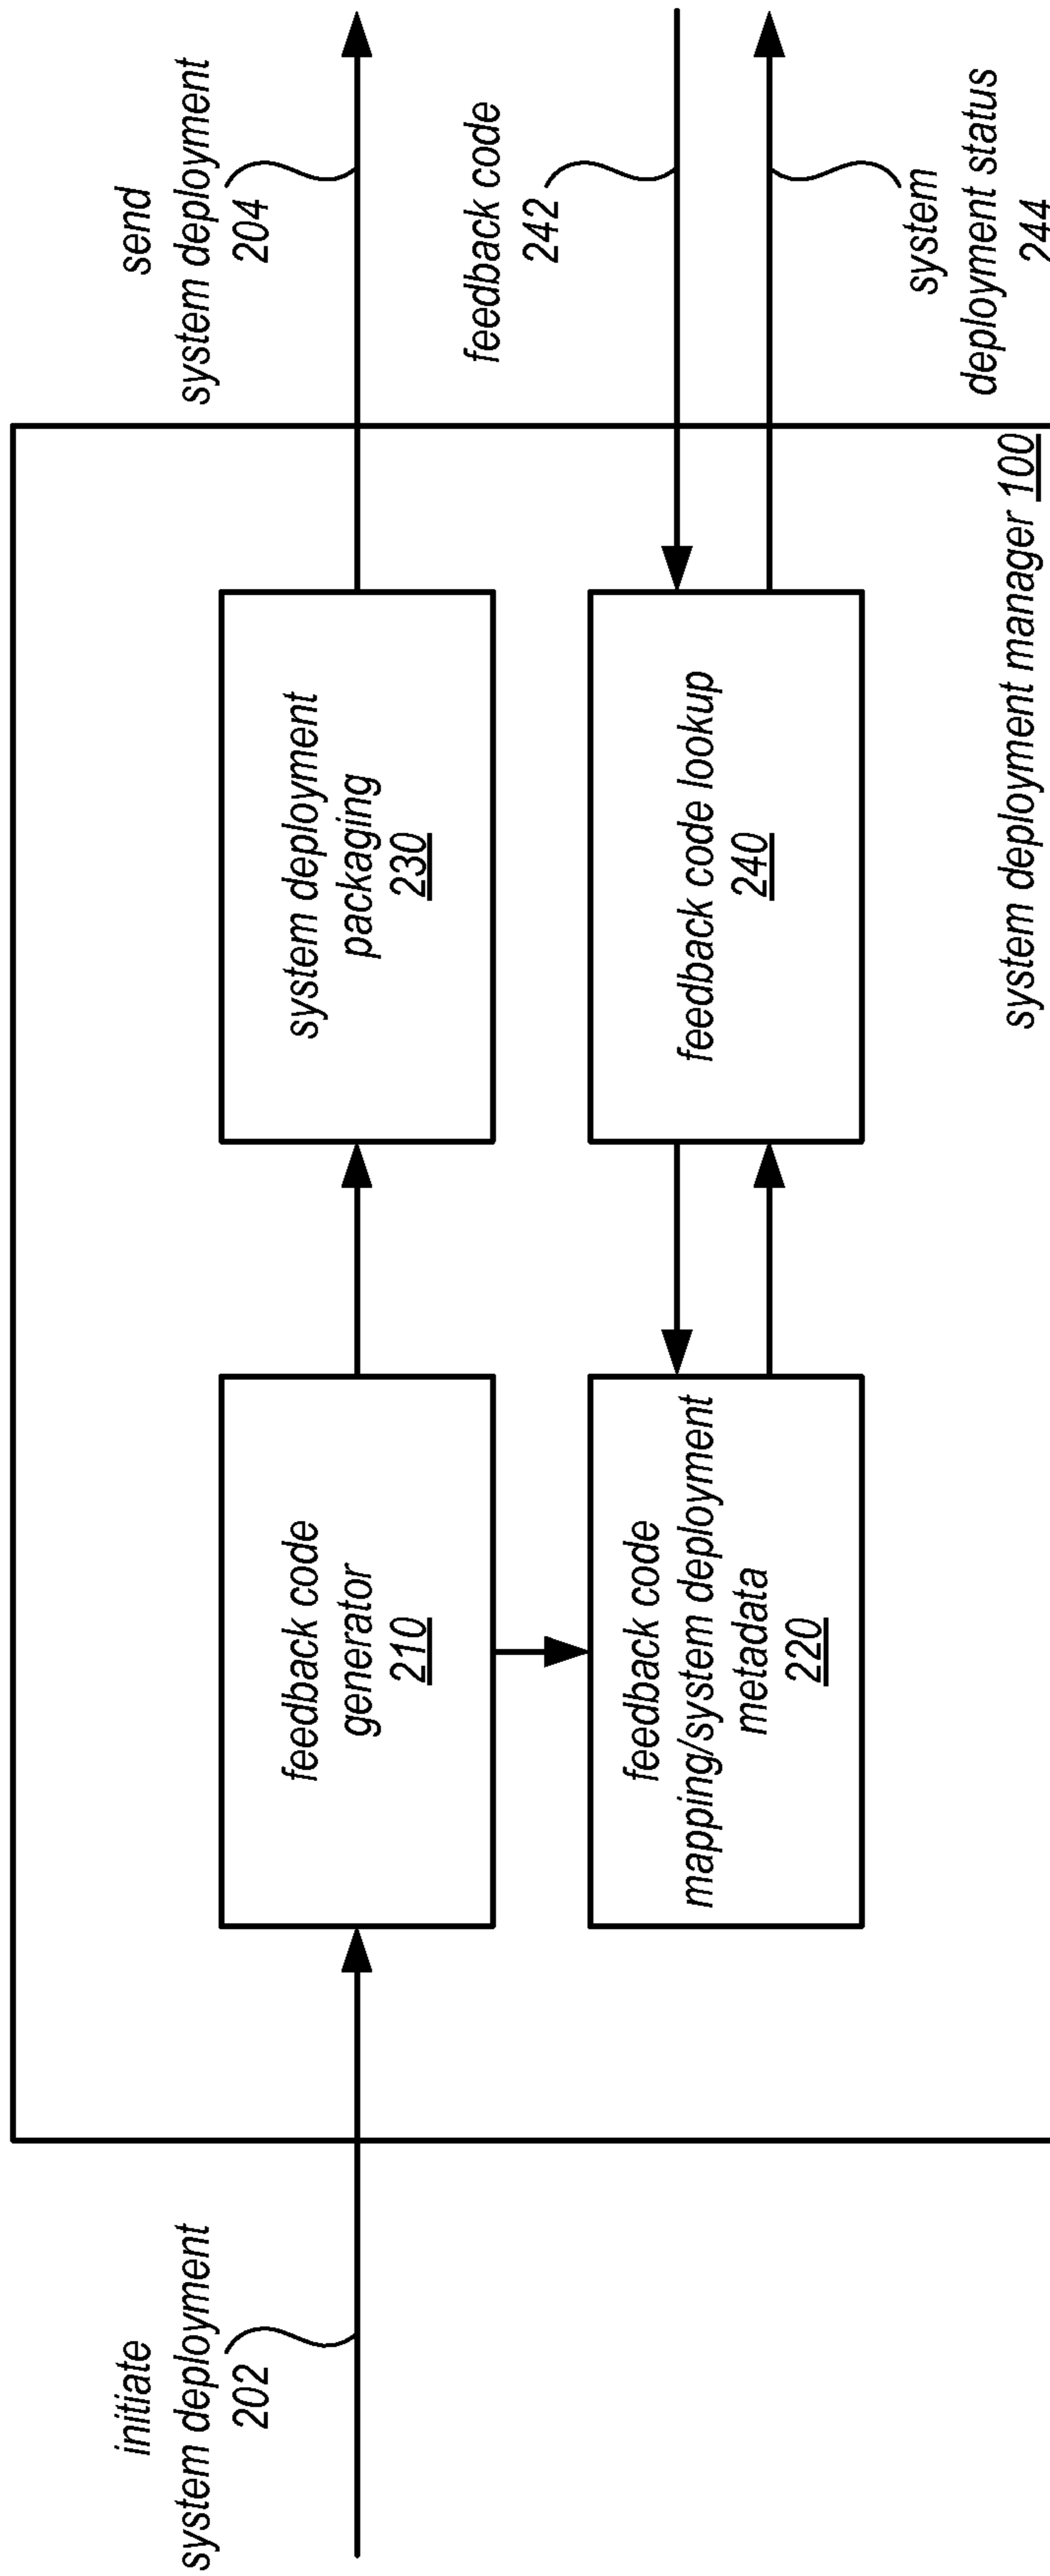 initiate
system deployment
202
feedback code
generator
210
system deployment
packaging
230
send
system deployment
204
feedback code
mapping/system deployment
metadata
220
feedback code lookup
240
feedback code
242
system
deployment status
244
system deployment manager 100